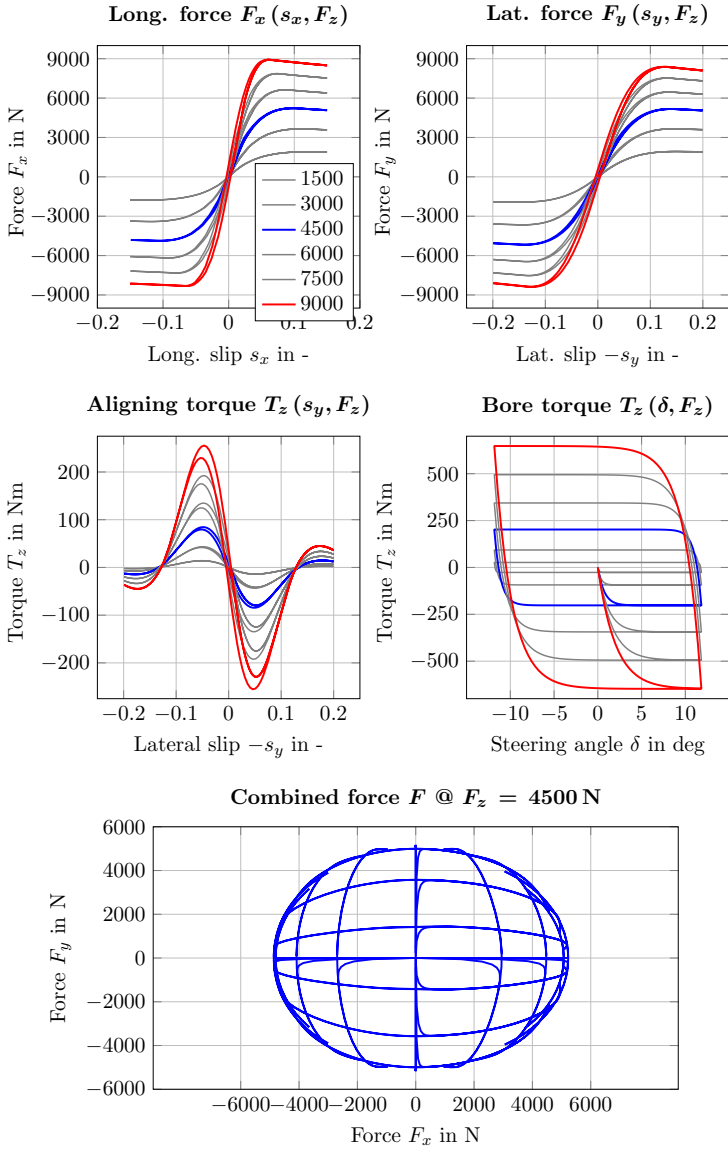 Long. force Fx (sx, Fz)
Lat. force Fy (sy, Fz)
Force Fx in N
9000
6000
3000
0
−3000
−6000
−9000
−0.2 −0.1 0 0.1 0.2
Long. slip sx in -
1500
3000
4500
6000
7500
9000
Force Fy in N
9000
6000
3000
0
−3000
−6000
−9000
−0.2 −0.1 0 0.1 0.2
Lat. slip −sy in -
Aligning torque Tz (sy, Fz)
Bore torque Tz (δ, Fz)
Torque Tz in Nm
200
100
0
−100
−200
−0.2 −0.1 0 0.1 0.2
Lateral slip −sy in -
Torque Tz in Nm
500
250
0
−250
−500
−10 −5 0 5 10
Steering angle δ in deg
Combined force F @ Fz = 4500 N
Force Fy in N
6000
4000
2000
0
−2000
−4000
−6000
−6000 −4000 −2000 0 2000 4000 6000
Force Fx in N